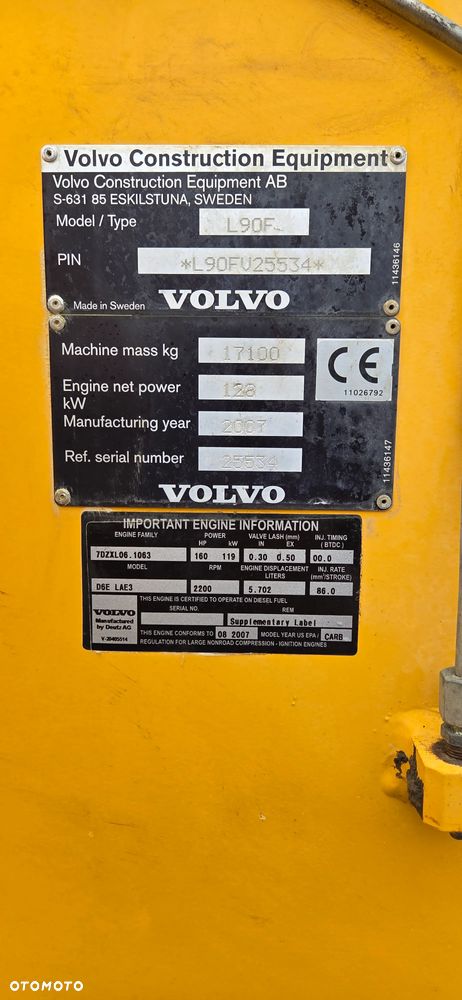 Volvo Construction Equipment
Volvo Construction Equipment AB
S-631 85 ESKILSTUNA, SWEDEN
Model / Type L90F
PIN *L90FV25534*
11436146
Made in Sweden VOLVO
Machine mass kg 17100
CE
Engine net power kW 128
11026792
Manufacturing year 2007
Ref. serial number 25534
11436147
VOLVO
IMPORTANT ENGINE INFORMATION
ENGINE FAMILY POWER HP kW VALVE LASH (mm) IN EX INJ. TIMING ( BTDC )
7DZXL06.1063 160 119 0.30 0.50 00.0
MODEL RPM ENGINE DISPLACEMENT LITERS INJ. RATE (mm³/STROKE)
D6E LAE3 2200 5.702 86.0
THIS ENGINE IS CERTIFIED TO OPERATE ON DIESEL FUEL
VOLVO SERIAL NO. REM
Manufactured by Deutz AG Supplementary Label
V-20405514 THIS ENGINE CONFORMS TO 08 2007 MODEL YEAR US EPA / CARB
REGULATION FOR LARGE NONROAD COMPRESSION - IGNITION ENGINES
OTOMOTO